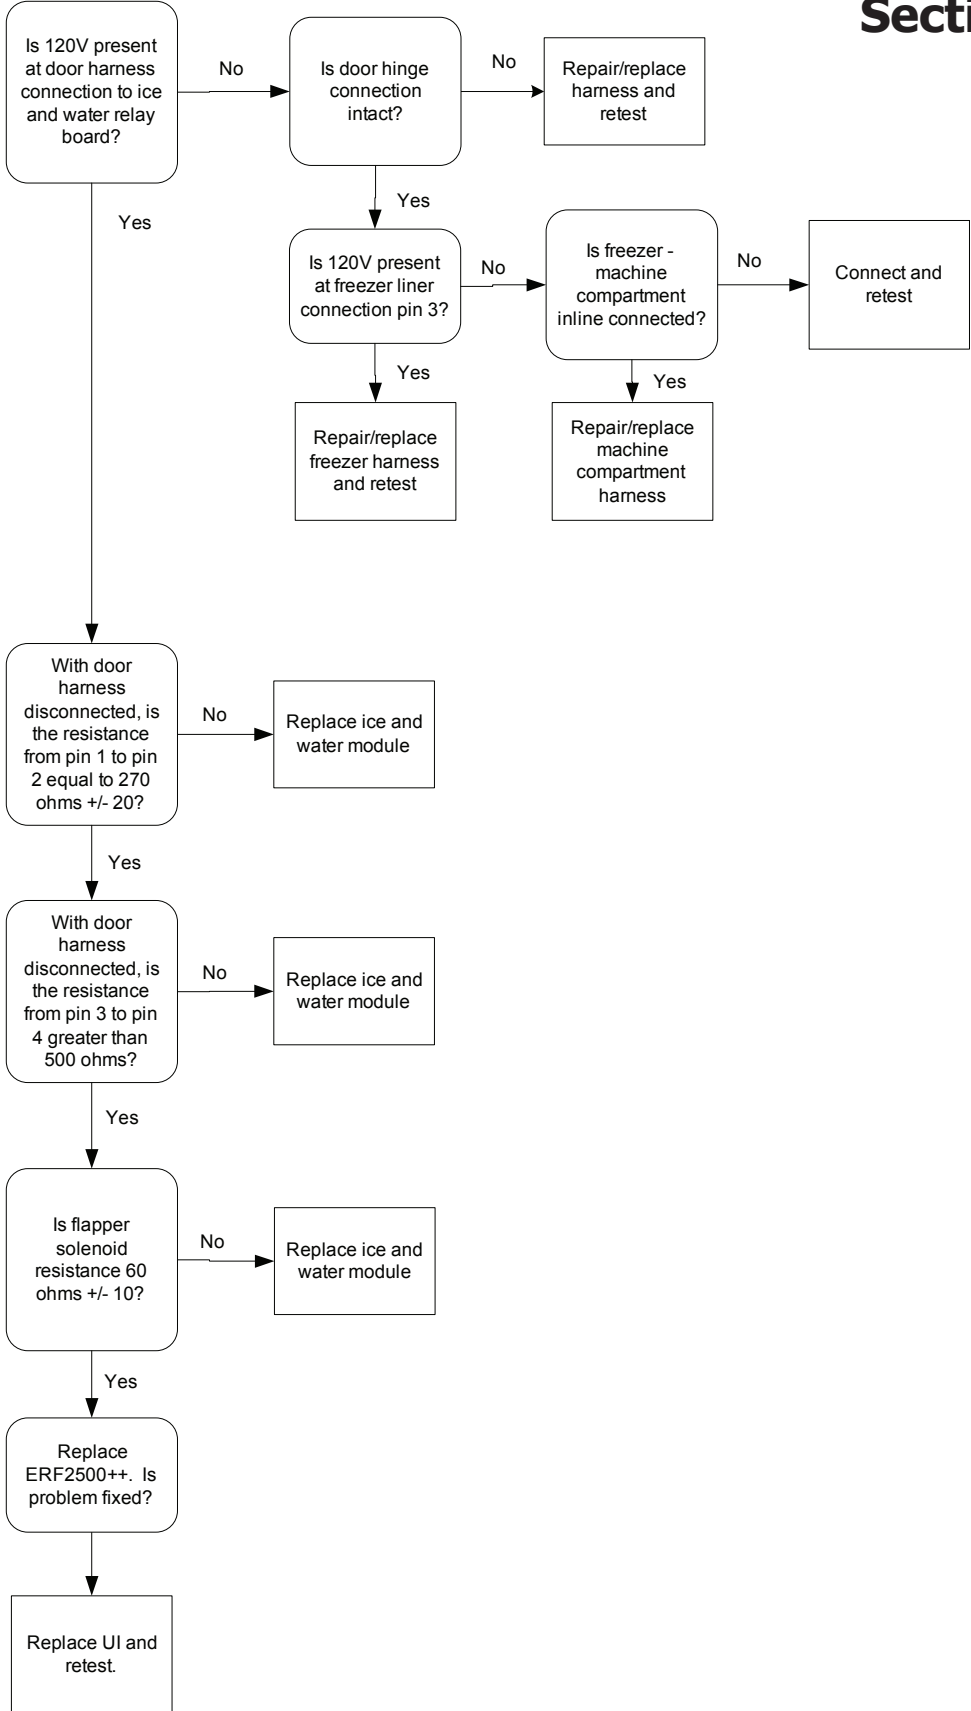 Secti
Is 120V present
at door harness
connection to ice
and water relay
board?
No
Is door hinge
connection
intact?
No
Repair/replace
harness and
retest
Yes
Yes
Is 120V present
at freezer liner
connection pin 3?
No
Is freezer -
machine
compartment
inline connected?
No
Connect and
retest
Yes
Repair/replace
freezer harness
and retest
Yes
Repair/replace
machine
compartment
harness
With door
harness
disconnected, is
the resistance
from pin 1 to pin
2 equal to 270
ohms +/- 20?
No
Replace ice and
water module
Yes
With door
harness
disconnected, is
the resistance
from pin 3 to pin
4 greater than
500 ohms?
No
Replace ice and
water module
Yes
Is flapper
solenoid
resistance 60
ohms +/- 10?
No
Replace ice and
water module
Yes
Replace
ERF2500++.  Is
problem fixed?
Replace UI and
retest.